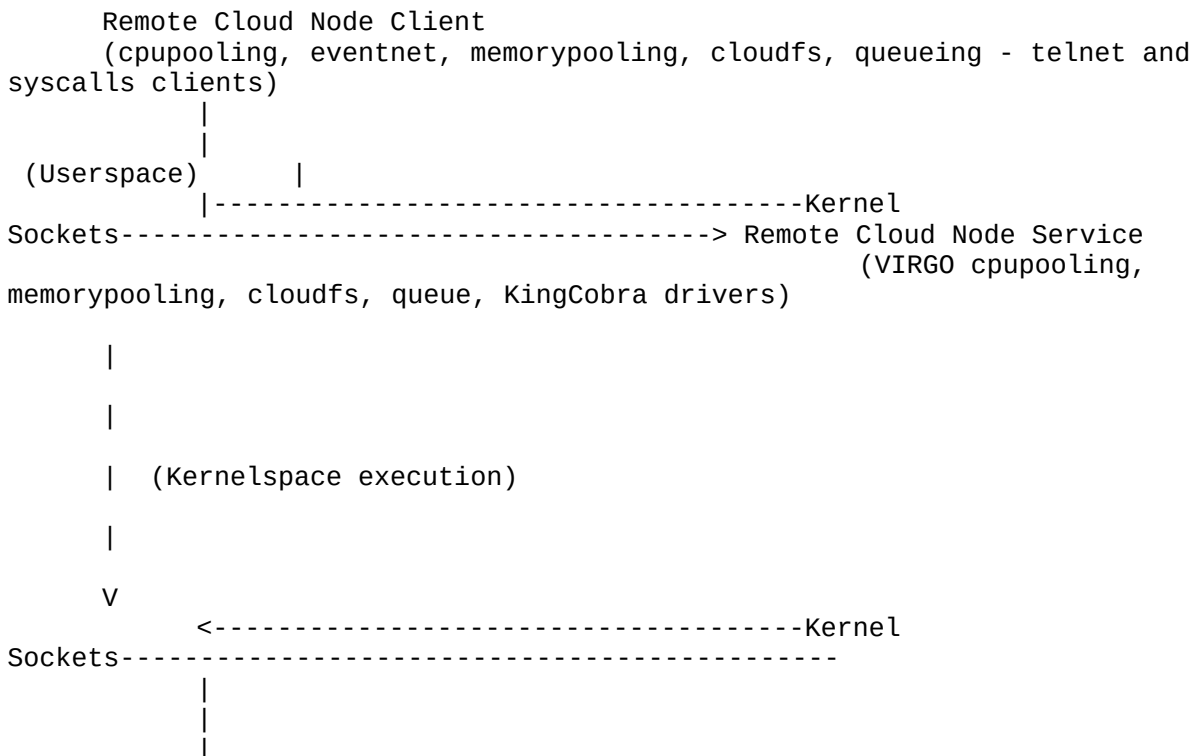 Remote Cloud Node Client
(cpupooling, eventnet, memorypooling, cloudfs, queueing - telnet and
syscalls clients)
|
|
(Userspace) |
|-------------------------------------Kernel
Sockets-------------------------------------> Remote Cloud Node Service
(VIRGO cpupooling,
memorypooling, cloudfs, queue, KingCobra drivers)
|
|
| (Kernelspace execution)
|
V
<-------------------------------------Kernel
Sockets---------------------------------------------
|
|
|